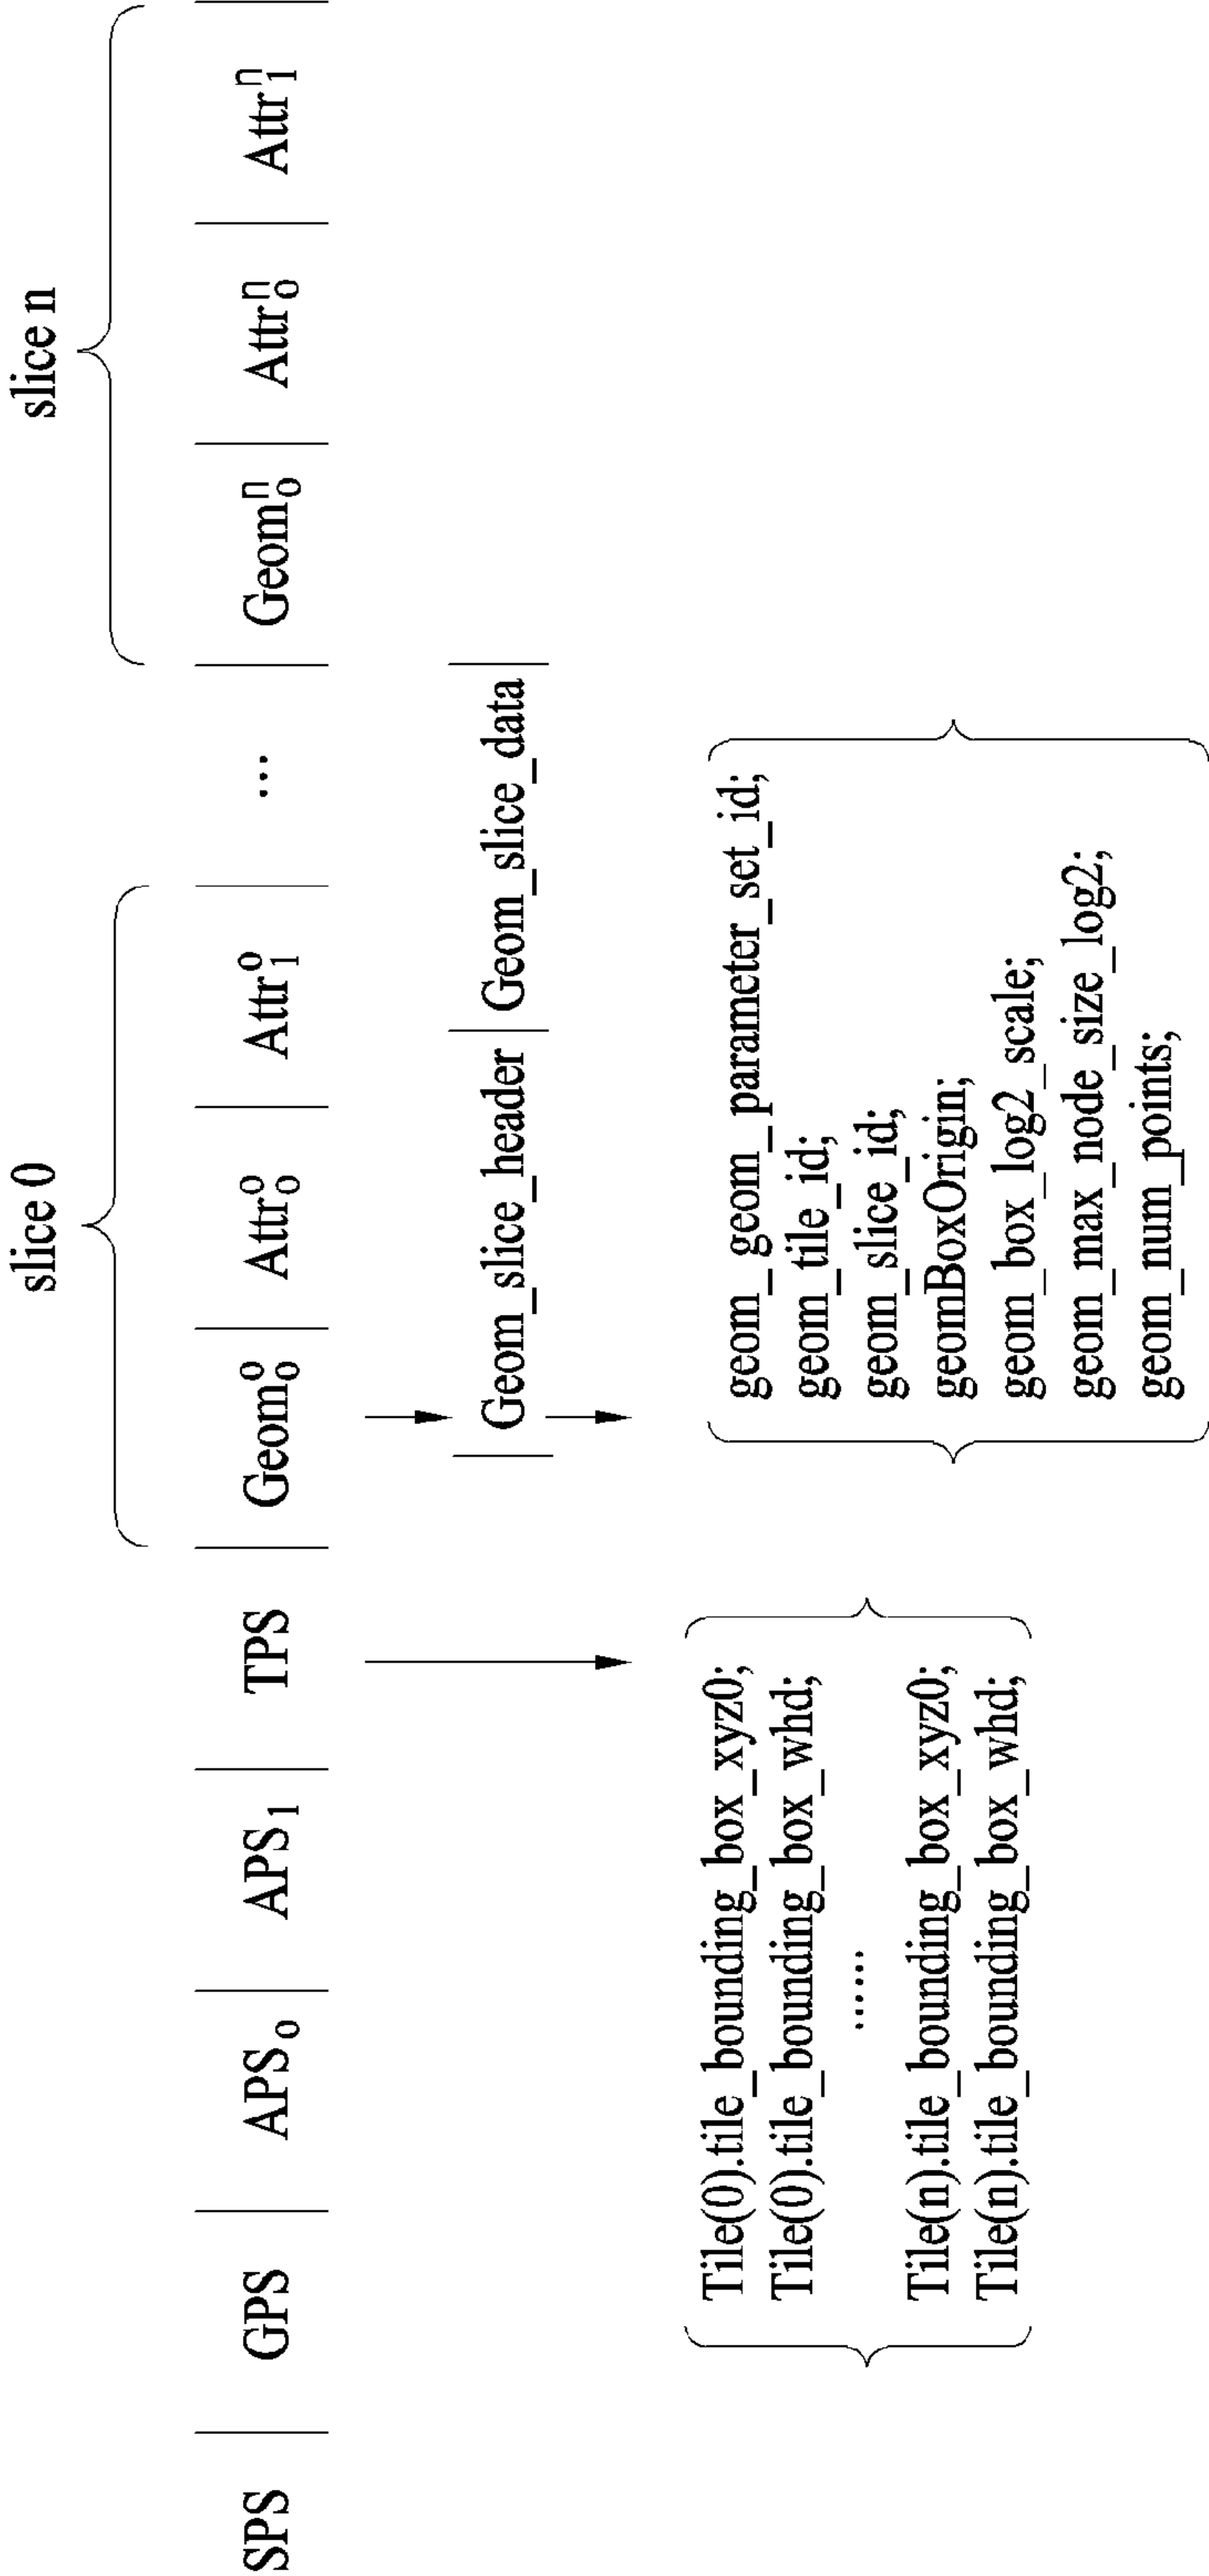 slice 0 slice n
SPS GPS APS₀ APS₁ TPS Geom₀⁰ Attr₀⁰ Attr₁⁰ ... Geom₀ⁿ Attr₀ⁿ Attr₁ⁿ
Geom_slice_header Geom_slice_data
Tile(0).tile_bounding_box_xyz0;
Tile(0).tile_bounding_box_whd;
......
Tile(n).tile_bounding_box_xyz0;
Tile(n).tile_bounding_box_whd;
geom_geom_parameter_set_id;
geom_tile_id;
geom_slice_id;
geomBoxOrigin;
geom_box_log2_scale;
geom_max_node_size_log2;
geom_num_points;